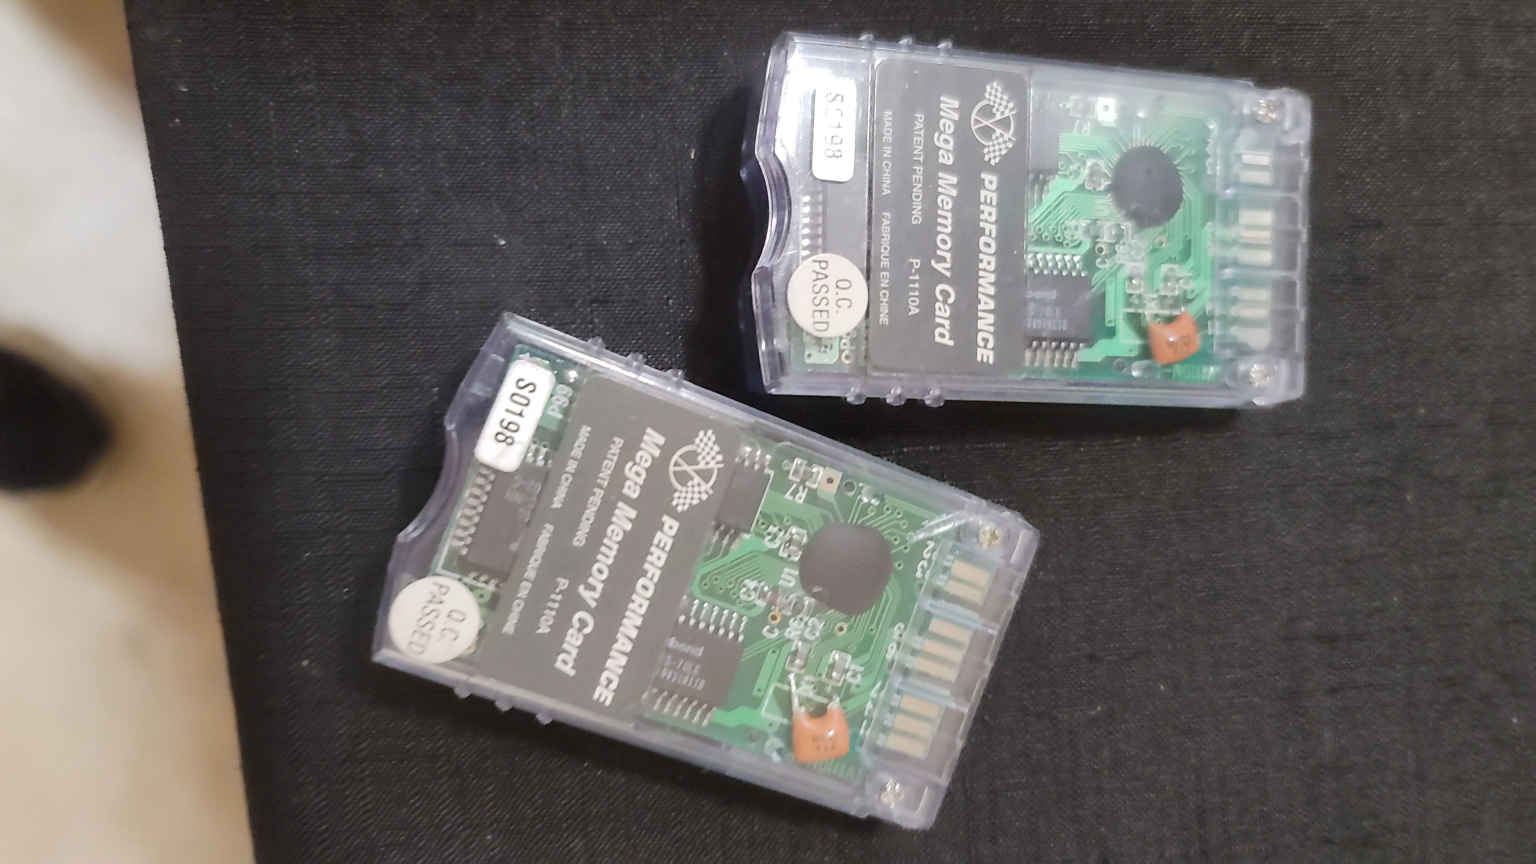 PERFORMANCE
Mega Memory Card
PATENT PENDING P-1110A
MADE IN CHINA FABRIQUE EN CHINE
S0198
Q.C.
PASSED
PERFORMANCE
Mega Memory Card
PATENT PENDING P-1110A
MADE IN CHINA FABRIQUE EN CHINE
S0198
Q.C.
PASSED
R7